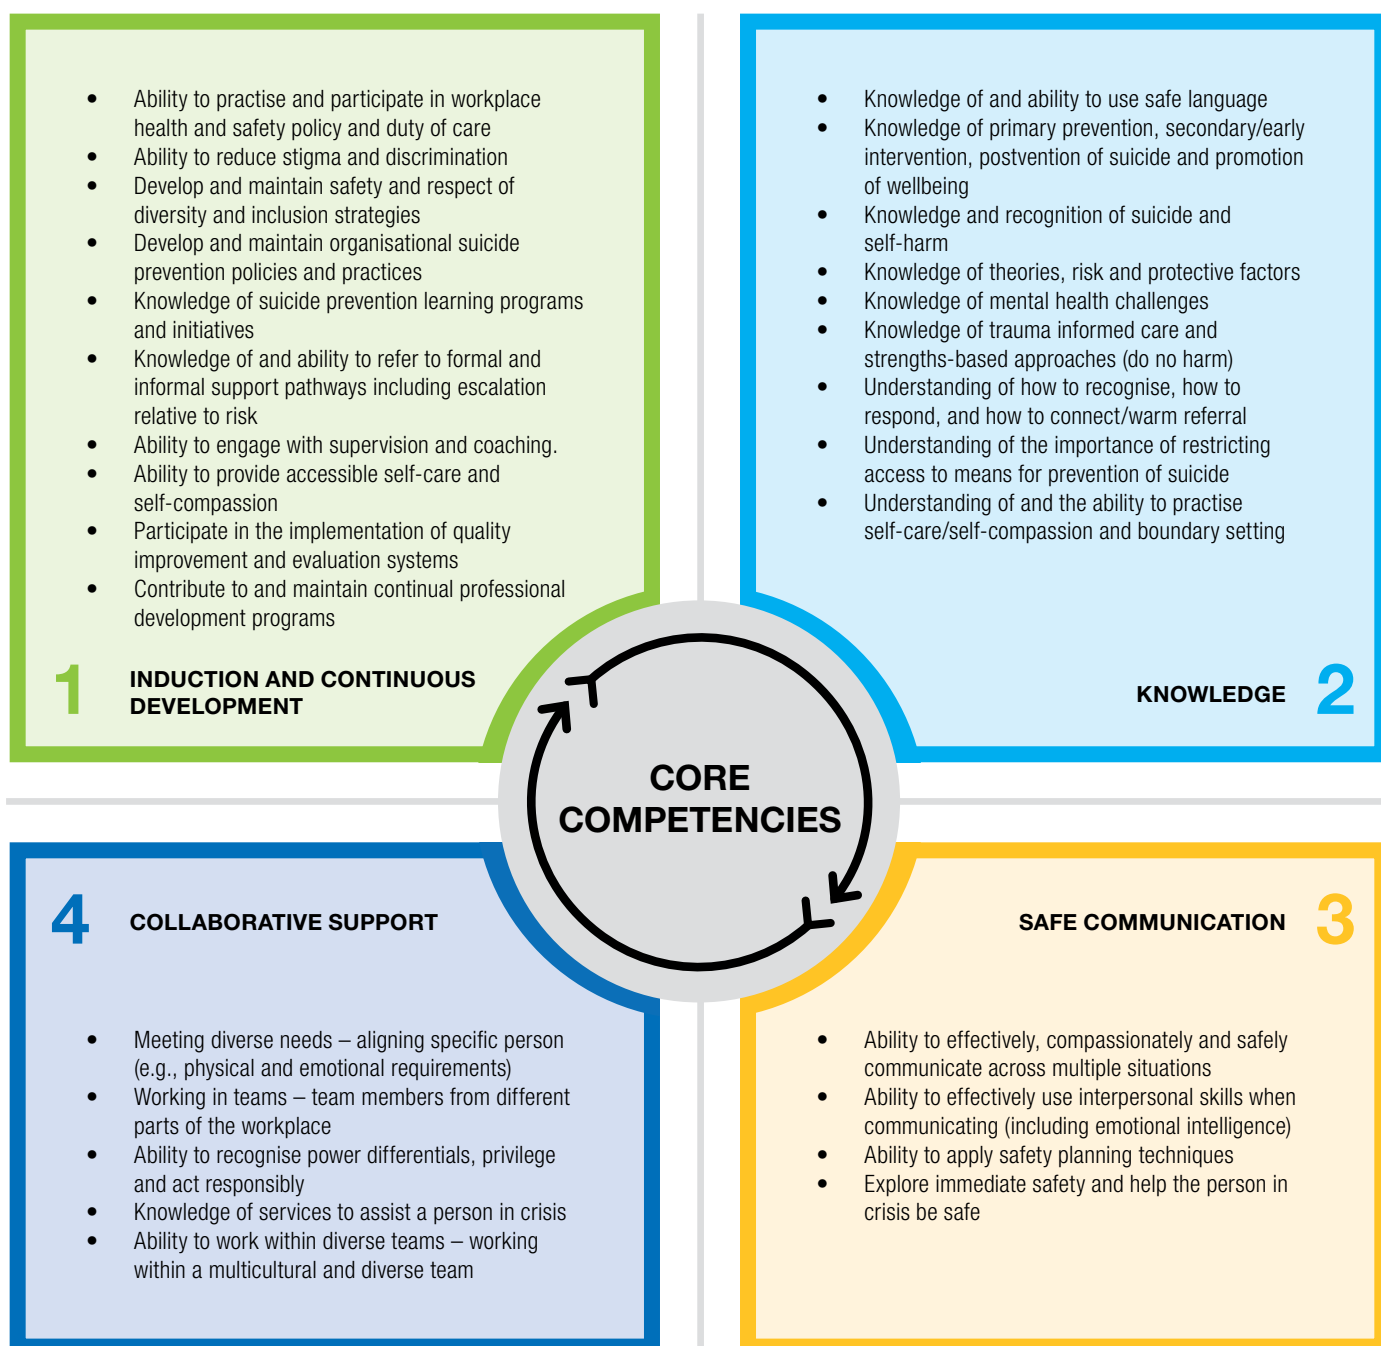 • Ability to practise and participate in workplace
health and safety policy and duty of care
• Ability to reduce stigma and discrimination
• Develop and maintain safety and respect of
diversity and inclusion strategies
• Develop and maintain organisational suicide
prevention policies and practices
• Knowledge of suicide prevention learning programs
and initiatives
• Knowledge of and ability to refer to formal and
informal support pathways including escalation
relative to risk
• Ability to engage with supervision and coaching.
• Ability to provide accessible self-care and
self-compassion
• Participate in the implementation of quality
improvement and evaluation systems
• Contribute to and maintain continual professional
development programs
1
INDUCTION AND CONTINUOUS
DEVELOPMENT
• Knowledge of and ability to use safe language
• Knowledge of primary prevention, secondary/early
intervention, postvention of suicide and promotion
of wellbeing
• Knowledge and recognition of suicide and
self-harm
• Knowledge of theories, risk and protective factors
• Knowledge of mental health challenges
• Knowledge of trauma informed care and
strengths-based approaches (do no harm)
• Understanding of how to recognise, how to
respond, and how to connect/warm referral
• Understanding of the importance of restricting
access to means for prevention of suicide
• Understanding of and the ability to practise
self-care/self-compassion and boundary setting
KNOWLEDGE
2
CORE
COMPETENCIES
4
COLLABORATIVE SUPPORT
• Meeting diverse needs – aligning specific person
(e.g., physical and emotional requirements)
• Working in teams – team members from different
parts of the workplace
• Ability to recognise power differentials, privilege
and act responsibly
• Knowledge of services to assist a person in crisis
• Ability to work within diverse teams – working
within a multicultural and diverse team
SAFE COMMUNICATION
3
• Ability to effectively, compassionately and safely
communicate across multiple situations
• Ability to effectively use interpersonal skills when
communicating (including emotional intelligence)
• Ability to apply safety planning techniques
• Explore immediate safety and help the person in
crisis be safe